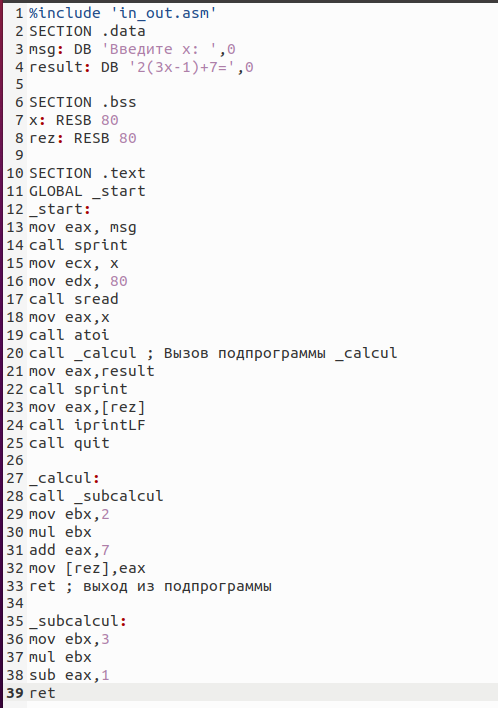 1 %include 'in_out.asm'
2 SECTION .data
3 msg: DB 'Введите x: ',0
4 result: DB '2(3x-1)+7=',0
5
6 SECTION .bss
7 x: RESB 80
8 rez: RESB 80
9
10 SECTION .text
11 GLOBAL _start
12 _start:
13 mov eax, msg
14 call sprint
15 mov ecx, x
16 mov edx, 80
17 call sread
18 mov eax,x
19 call atoi
20 call _calcul ; Вызов подпрограммы _calcul
21 mov eax,result
22 call sprint
23 mov eax,[rez]
24 call iprintLF
25 call quit
26
27 _calcul:
28 call _subcalcul
29 mov ebx,2
30 mul ebx
31 add eax,7
32 mov [rez],eax
33 ret ; выход из подпрограммы
34
35 _subcalcul:
36 mov ebx,3
37 mul ebx
38 sub eax,1
39 ret